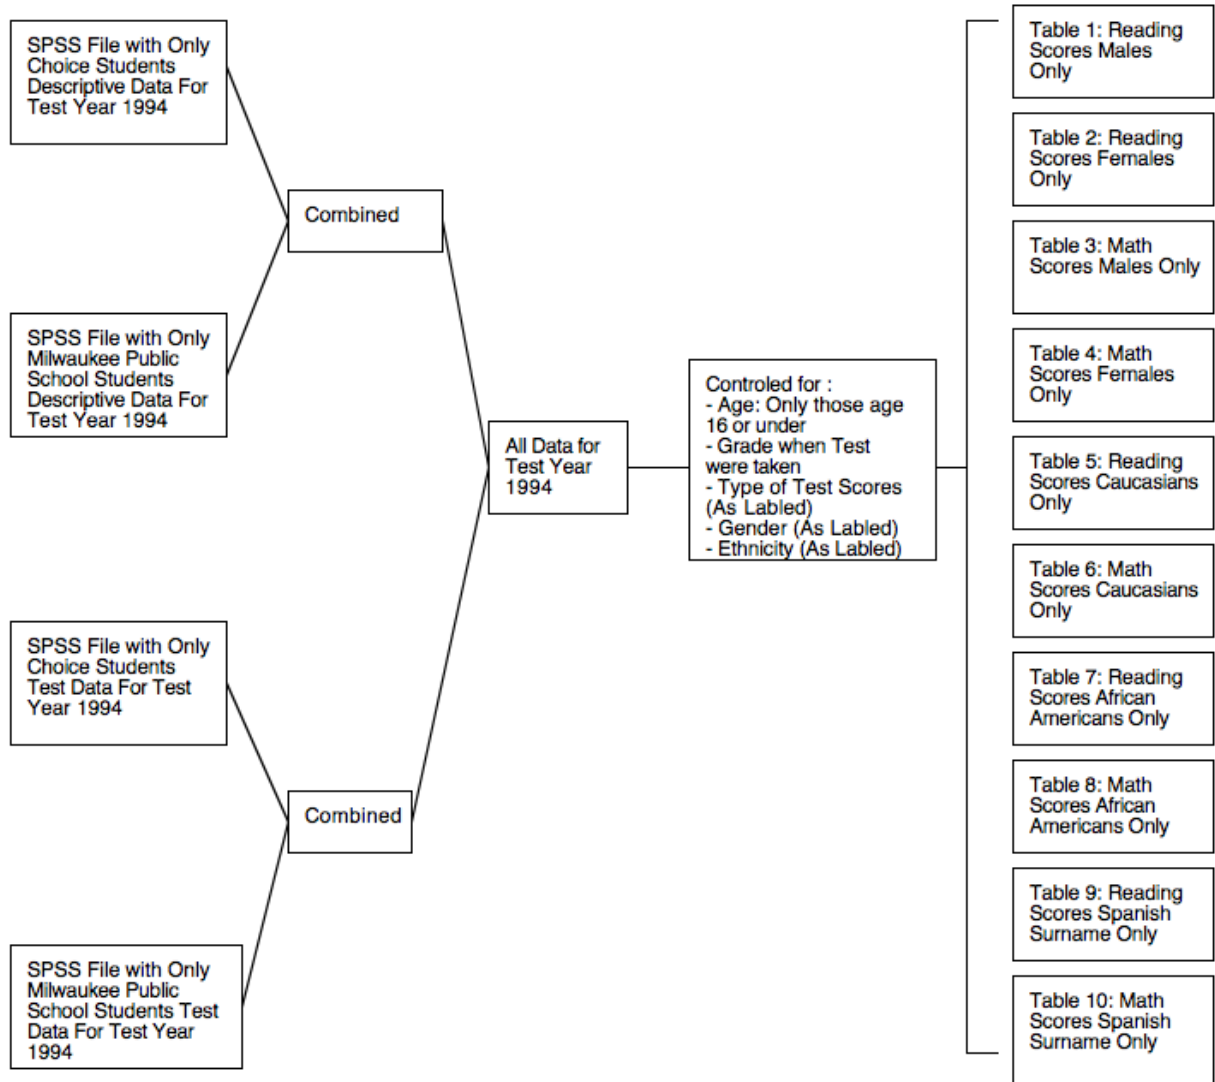 SPSS File with Only
Choice Students
Descriptive Data For
Test Year 1994
SPSS File with Only
Milwaukee Public
School Students
Descriptive Data For
Test Year 1994
SPSS File with Only
Choice Students
Test Data For Test
Year 1994
SPSS File with Only
Milwaukee Public
School Students Test
Data For Test Year
1994
Combined
Combined
All Data for
Test Year
1994
Controled for :
- Age: Only those age
16 or under
- Grade when Test
were taken
- Type of Test Scores
(As Labled)
- Gender (As Labled)
- Ethnicity (As Labled)
Table 1: Reading
Scores Males
Only
Table 2: Reading
Scores Females
Only
Table 3: Math
Scores Males Only
Table 4: Math
Scores Females
Only
Table 5: Reading
Scores Caucasians
Only
Table 6: Math
Scores Caucasians
Only
Table 7: Reading
Scores African
Americans Only
Table 8: Math
Scores African
Americans Only
Table 9: Reading
Scores Spanish
Surname Only
Table 10: Math
Scores Spanish
Surname Only